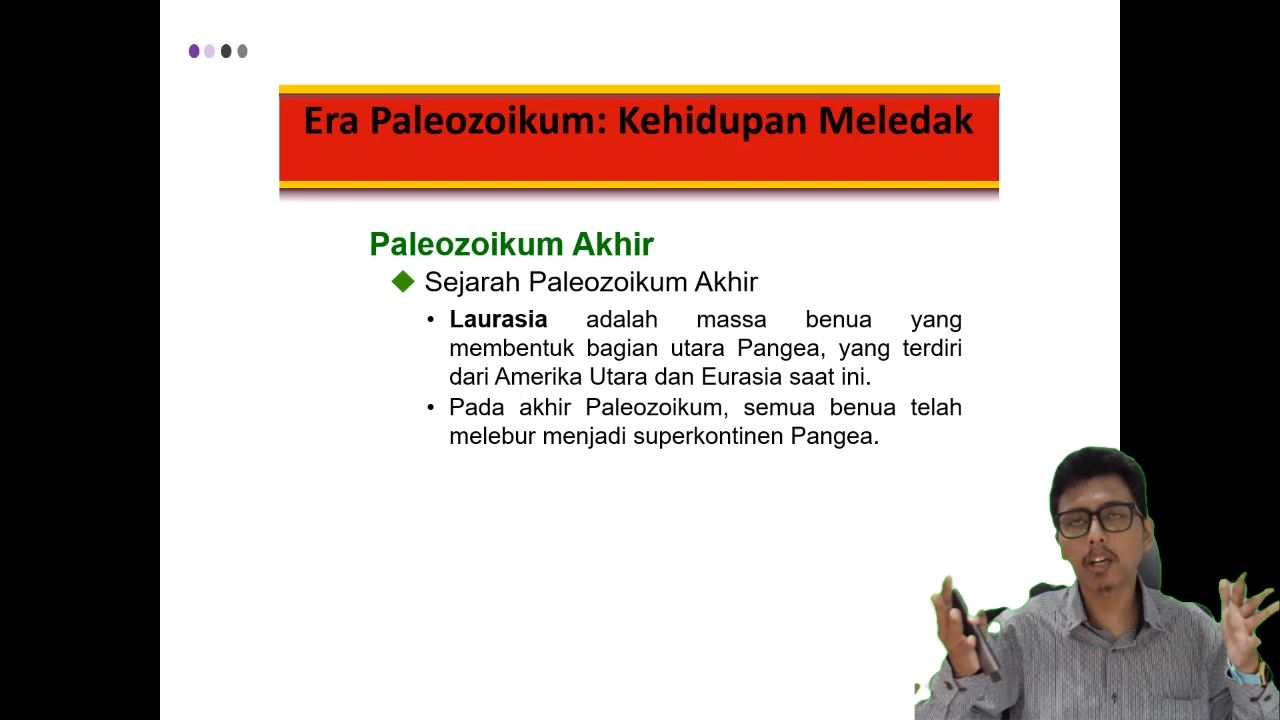 Era Paleozoikum: Kehidupan Meledak
Paleozoikum Akhir
Sejarah Paleozoikum Akhir
• Laurasia adalah massa benua yang
membentuk bagian utara Pangea, yang terdiri
dari Amerika Utara dan Eurasia saat ini.
• Pada akhir Paleozoikum, semua benua telah
melebur menjadi superkontinen Pangea.